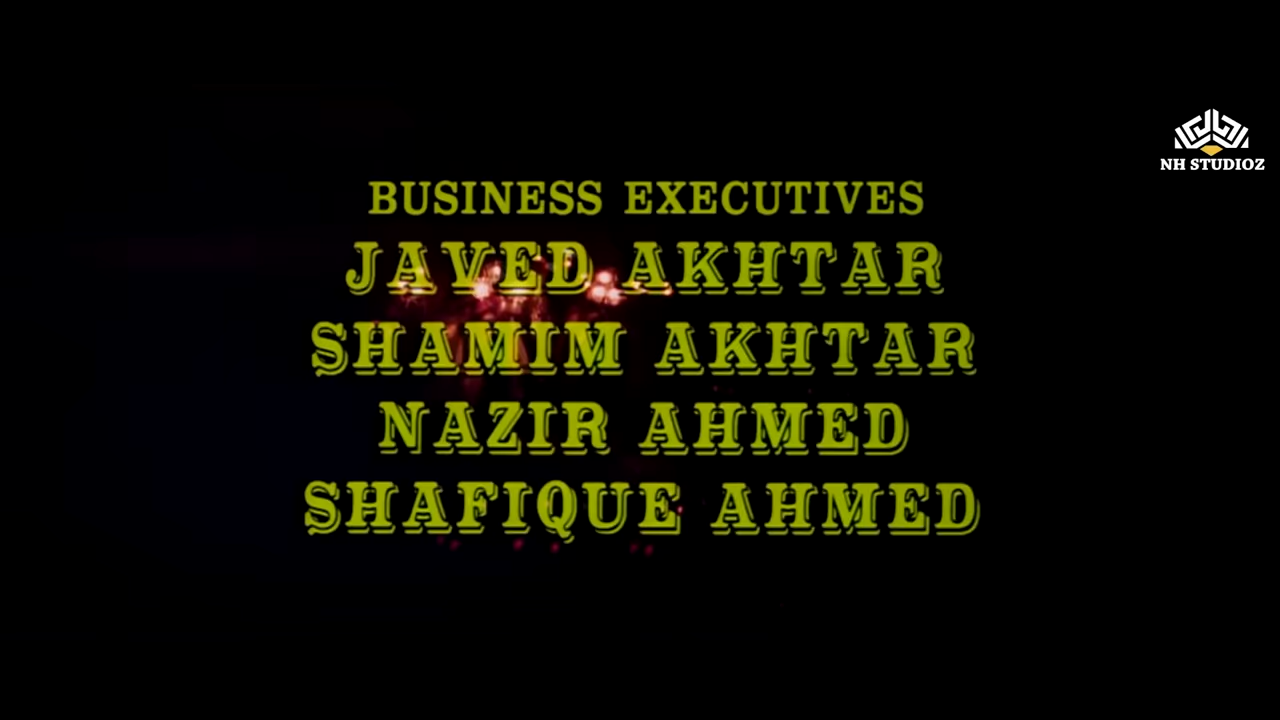 NH STUDIOZ
BUSINESS EXECUTIVES
JAVED AKHTAR
SHAMIM AKHTAR
NAZIR AHMED
SHAFIQUE AHMED